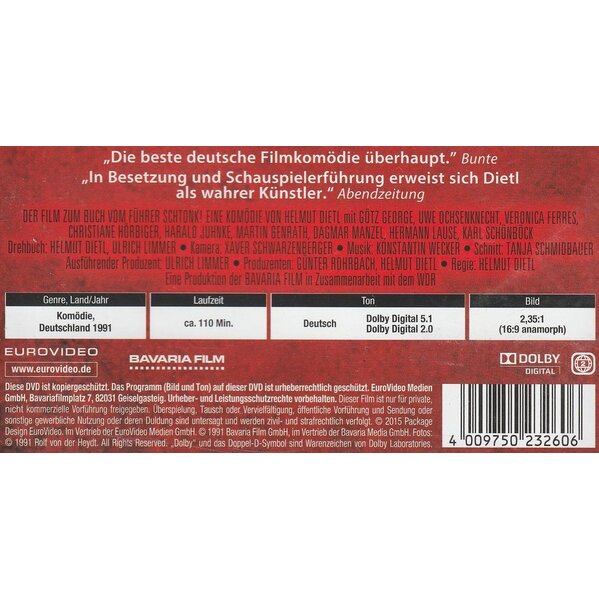 „Die beste deutsche Filmkomödie überhaupt.“ Bunte
„In Besetzung und Schauspielerführung erweist sich Dietl
als wahrer Künstler.“ Abendzeitung
DER FILM ZUM BUCH VOM FÜHRER SCHTONK! EINE KOMÖDIE VON HELMUT DIETL mit GÖTZ GEORGE, UWE OCHSENKNECHT, VERONICA FERRES,
CHRISTIANE HÖRBIGER, HARALD JUHNKE, MARTIN BENRATH, DAGMAR MANZEL, HERMANN LAUSE, KARL SCHÖNBÖCK
Drehbuch: HELMUT DIETL, ULRICH LIMMER • Kamera: XAVER SCHWARZENBERGER • Musik: KONSTANTIN WECKER • Schnitt: TANJA SCHMIDBAUER
Ausführender Produzent: ULRICH LIMMER • Produzenten: GÜNTER ROHRBACH, HELMUT DIETL • Regie: HELMUT DIETL
Eine Produktion der BAVARIA FILM in Zusammenarbeit mit dem WDR
Genre, Land/Jahr Laufzeit Ton Bild
Komödie,
Deutschland 1991
ca. 110 Min.
Deutsch
Dolby Digital 5.1
Dolby Digital 2.0
2,35:1
(16:9 anamorph)
EUROVIDEO
www.eurovideo.de
BAVARIA FILM
DOLBY
DIGITAL
2
Diese DVD ist kopiergeschützt. Das Programm (Bild und Ton) auf dieser DVD ist urheberrechtlich geschützt. EuroVideo Medien
GmbH, Bavariafilmplatz 7, 82031 Geiselgasteig. Urheber- und Leistungsschutzrechte vorbehalten. Dieser Film ist nur für private,
nicht kommerzielle Vorführung freigegeben. Überspielung, Tausch oder Vervielfältigung, öffentliche Vorführung und Sendung oder
sonstige gewerbliche Nutzung oder deren Duldung sind untersagt und werden zivil- und strafrechtlich verfolgt. © 2015 Package
Design EuroVideo. Im Vertrieb der EuroVideo Medien GmbH. © 1991 Bavaria Film GmbH, im Vertrieb der Bavaria Media GmbH. Fotos:
© 1991 Rolf von der Heydt. All Rights Reserved. „Dolby“ und das Doppel-D-Symbol sind Warenzeichen von Dolby Laboratories.
4 009750 232606